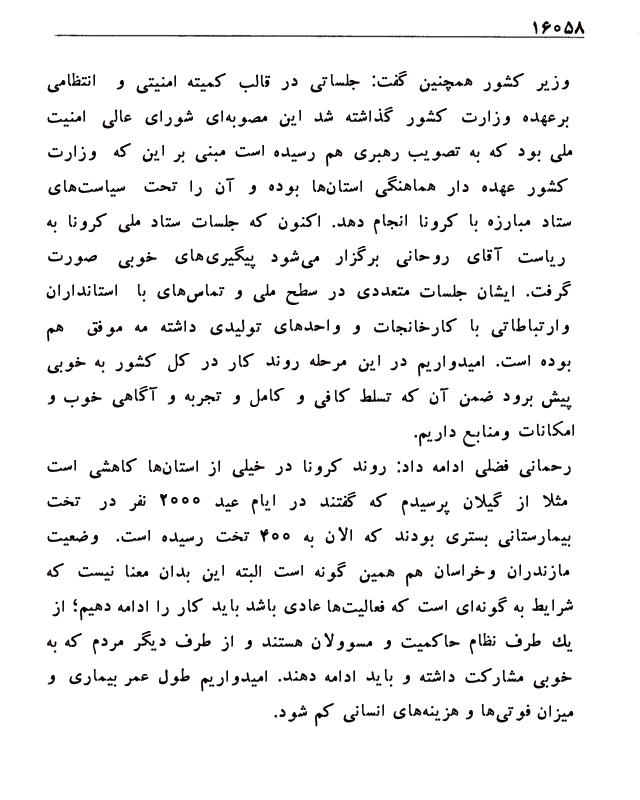 ۱۶۰۵۸
وزیر کشور همچنین گفت: جلساتی در قالب کمیته امنیتی و انتظامی
برعهده وزارت کشور گذاشته شد این مصوبه‌ای شورای عالی امنیت
ملی بود که به تصویب رهبری هم رسیده است مبنی بر این که وزارت
کشور عهده دار هماهنگی استان‌ها بوده و آن را تحت سیاست‌های
ستاد مبارزه با کرونا انجام دهد. اکنون که جلسات ستاد ملی کرونا به
ریاست آقای روحانی برگزار می‌شود پیگیری‌های خوبی صورت
گرفت. ایشان جلسات متعددی در سطح ملی و تماس‌های با استانداران
وارتباطاتی با کارخانجات و واحدهای تولیدی داشته مه موفق هم
بوده است. امیدواریم در این مرحله روند کار در کل کشور به خوبی
پیش برود ضمن آن که تسلط کافی و کامل و تجربه و آگاهی خوب و
امکانات ومنابع داریم.
رحمانی فضلی ادامه داد: روند کرونا در خیلی از استان‌ها کاهشی است
مثلا از گیلان پرسیدم که گفتند در ایام عید ۲۰۰۰ نفر در تخت
بیمارستانی بستری بودند که الان به ۴۰۰ تخت رسیده است. وضعیت
مازندران وخراسان هم همین گونه است البته این بدان معنا نیست که
شرایط به گونه‌ای است که فعالیت‌ها عادی باشد باید کار را ادامه دهیم؛ از
یك طرف نظام حاکمیت و مسوولان هستند و از طرف دیگر مردم که به
خوبی مشارکت داشته و باید ادامه دهند. امیدواریم طول عمر بیماری و
میزان فوتی‌ها و هزینه‌های انسانی کم شود.